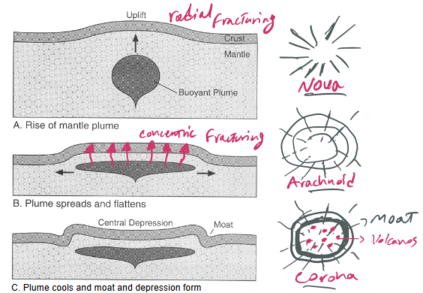 Uplift
radial fracturing
Crust
Mantle
Buoyant Plume
Nova
A. Rise of mantle plume
concentric fracturing
B. Plume spreads and flattens
Arachnoid
Central Depression
Moat
MOAT
Volcanos
C. Plume cools and moat and depression form
Corona